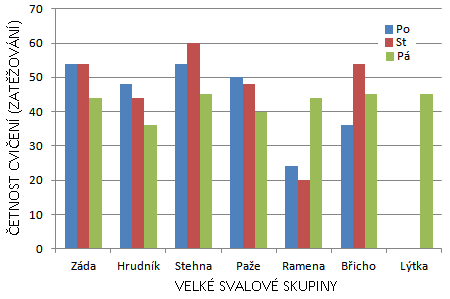 70
60
50
40
30
20
10
0
ČETNOST CVIČENÍ (ZATĚŽOVÁNÍ)
Po
St
Pá
Záda Hrudník Stehna Paže Ramena Břicho Lýtka
VELKÉ SVALOVÉ SKUPINY